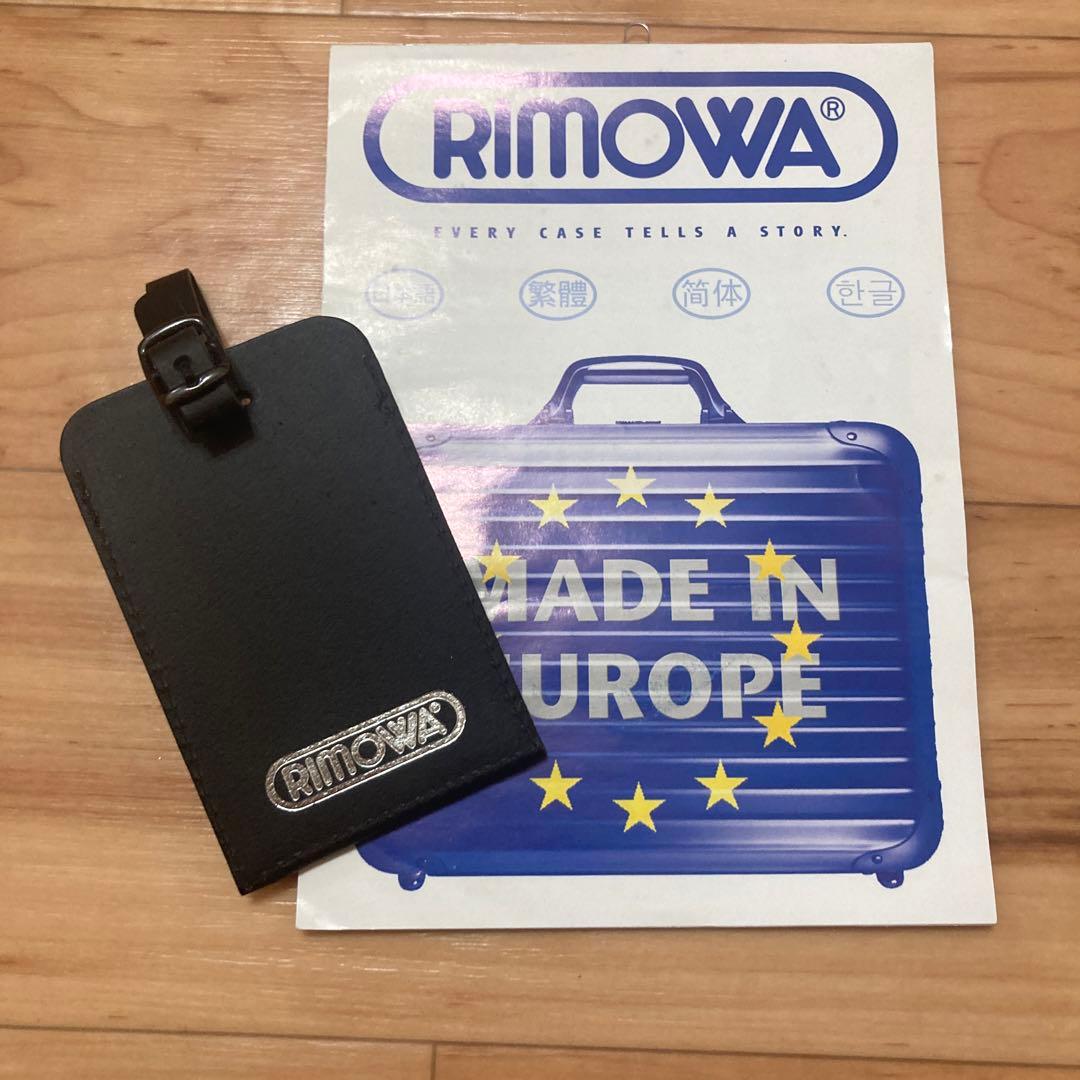 RIMOWA®
EVERY CASE TELLS A STORY.
日本語 繁體 简体 한글
MADE IN
EUROPE
RIMOWA®